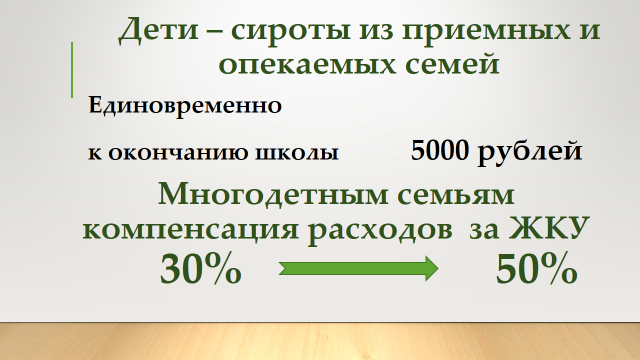 Дети – сироты из приемных и
опекаемых семей
Единовременно
к окончанию школы 5000 рублей
Многодетным семьям
компенсация расходов за ЖКУ
30% 50%